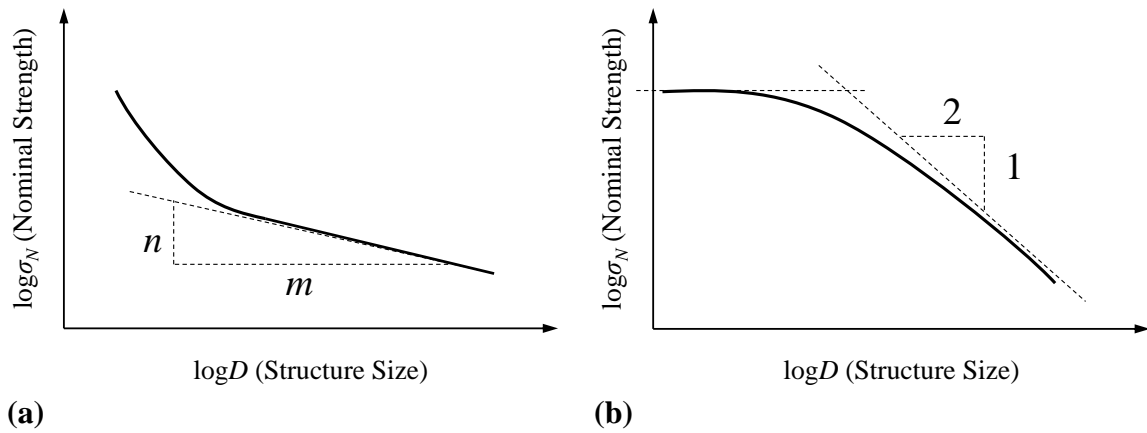 logσN (Nominal Strength)
n
m
logD (Structure Size)
(a)
logσN (Nominal Strength)
2
1
logD (Structure Size)
(b)